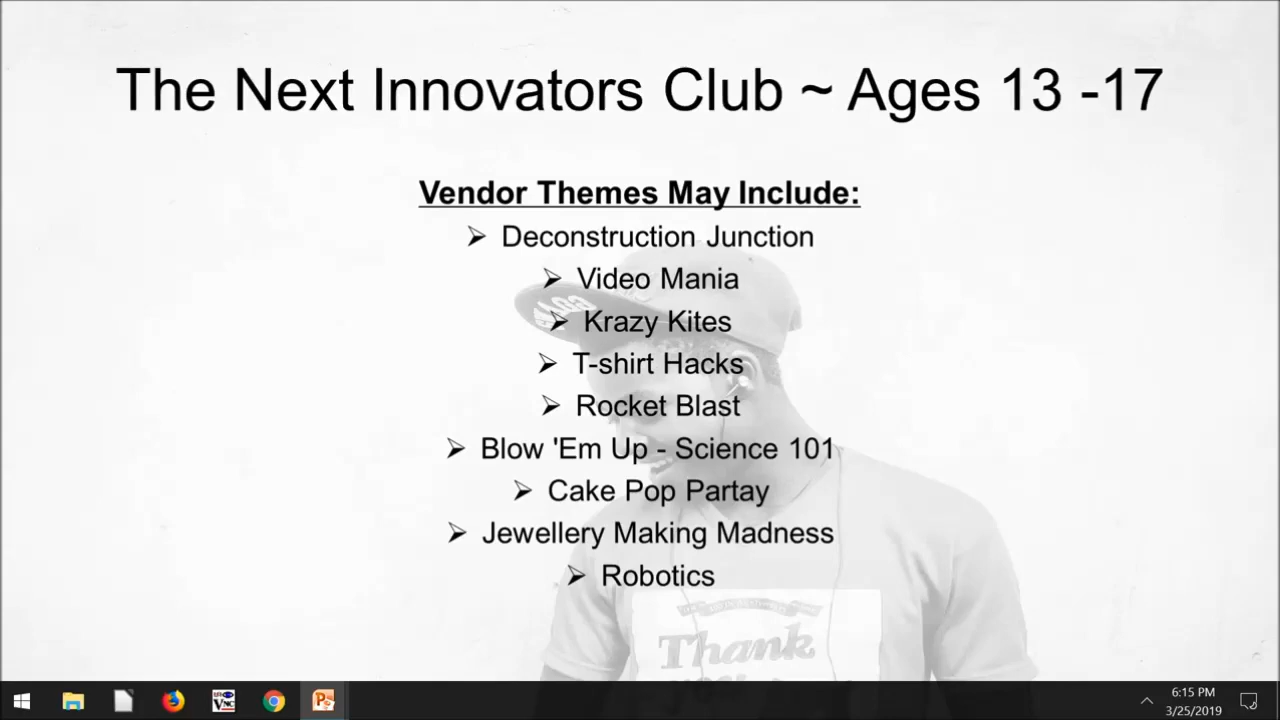 The Next Innovators Club ~ Ages 13 -17
Vendor Themes May Include:
➢ Deconstruction Junction
➢ Video Mania
➢ Krazy Kites
➢ T-shirt Hacks
➢ Rocket Blast
➢ Blow 'Em Up - Science 101
➢ Cake Pop Partay
➢ Jewellery Making Madness
➢ Robotics
Thank
6:15 PM
3/25/2019